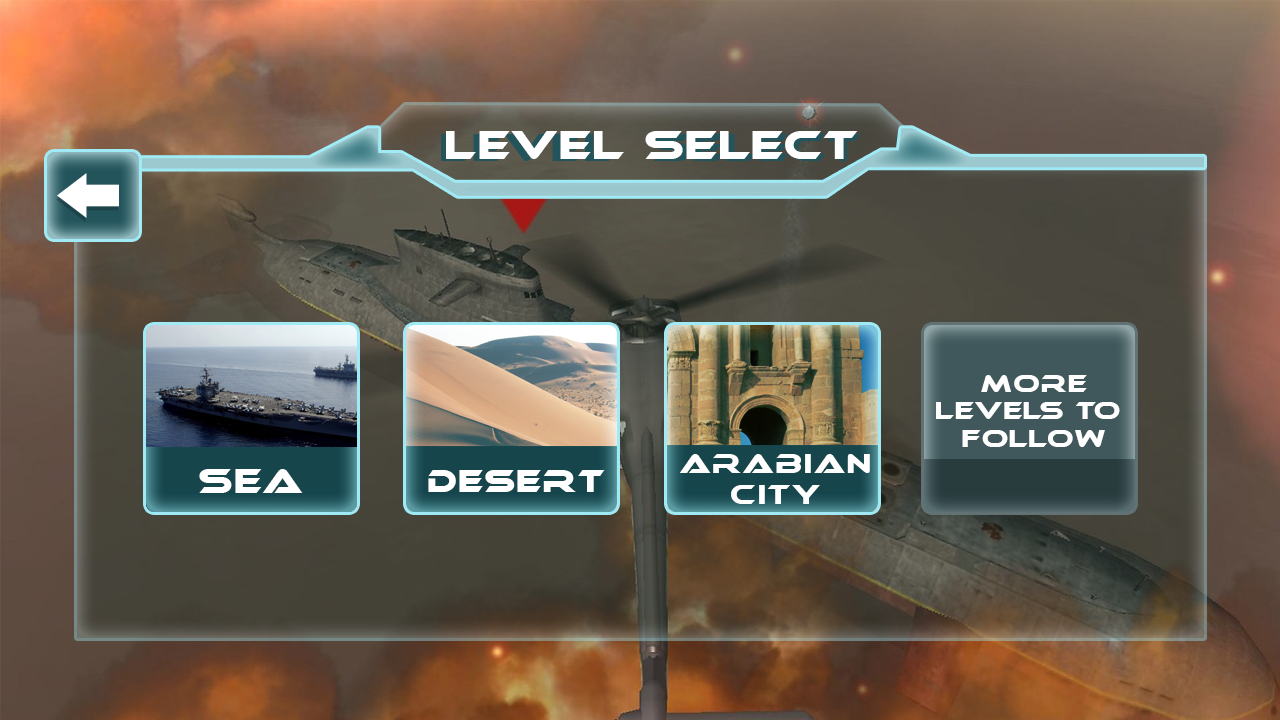 LEVEL SELECT
SEA
DESERT
ARABIAN
CITY
MORE
LEVELS TO
FOLLOW